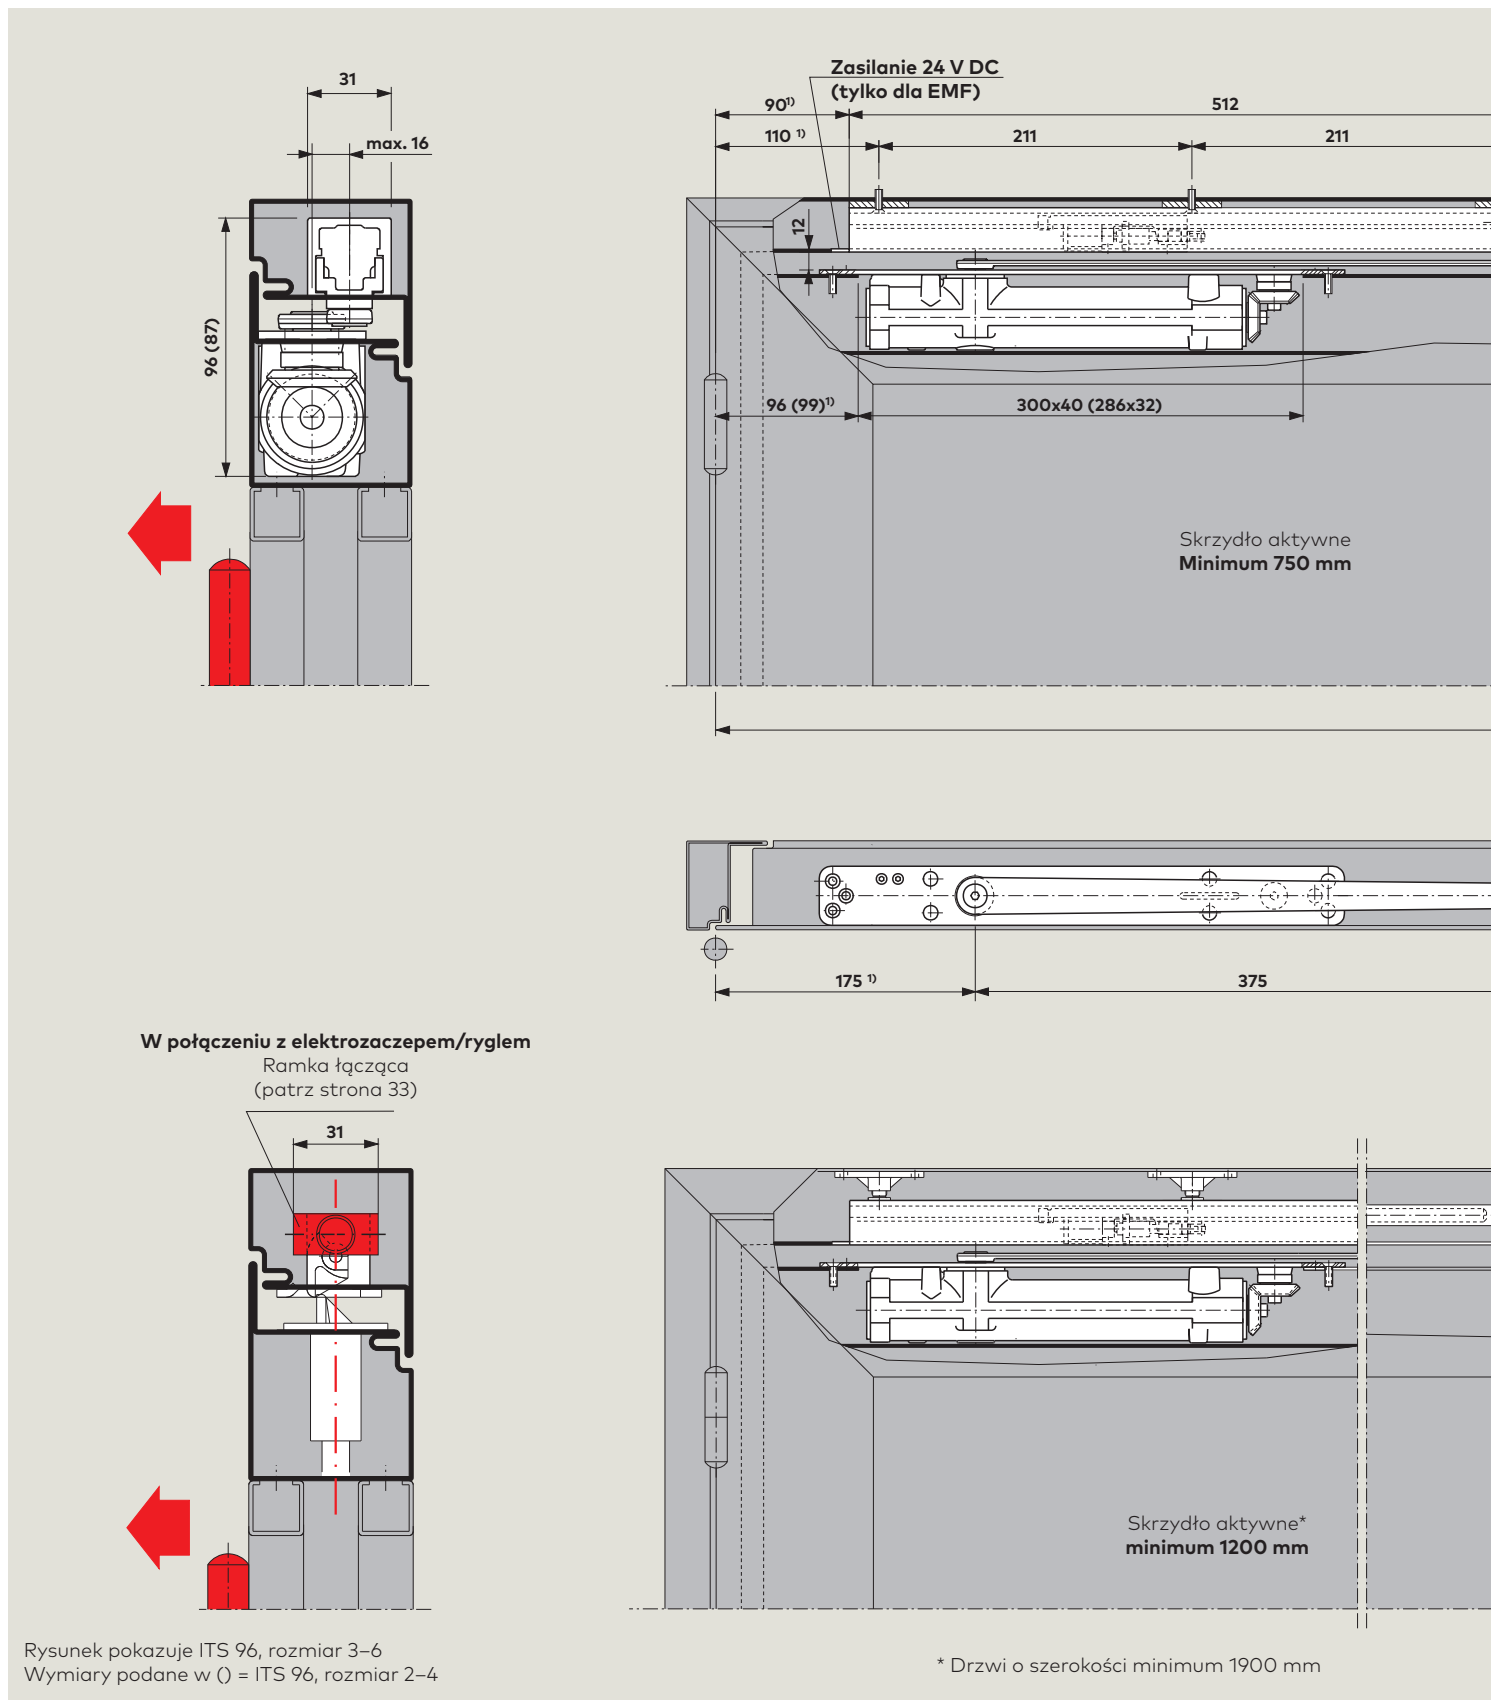 31
max. 16
96 (87)
Zasilanie 24 V DC
(tylko dla EMF)
90¹⁾
512
110 ¹⁾
211
211
12
96 (99)¹⁾
300x40 (286x32)
Skrzydło aktywne
Minimum 750 mm
175 ¹⁾
375
W połączeniu z elektrozaczepem/ryglem
Ramka łącząca
(patrz strona 33)
31
Skrzydło aktywne*
minimum 1200 mm
Rysunek pokazuje ITS 96, rozmiar 3–6
Wymiary podane w () = ITS 96, rozmiar 2–4
* Drzwi o szerokości minimum 1900 mm